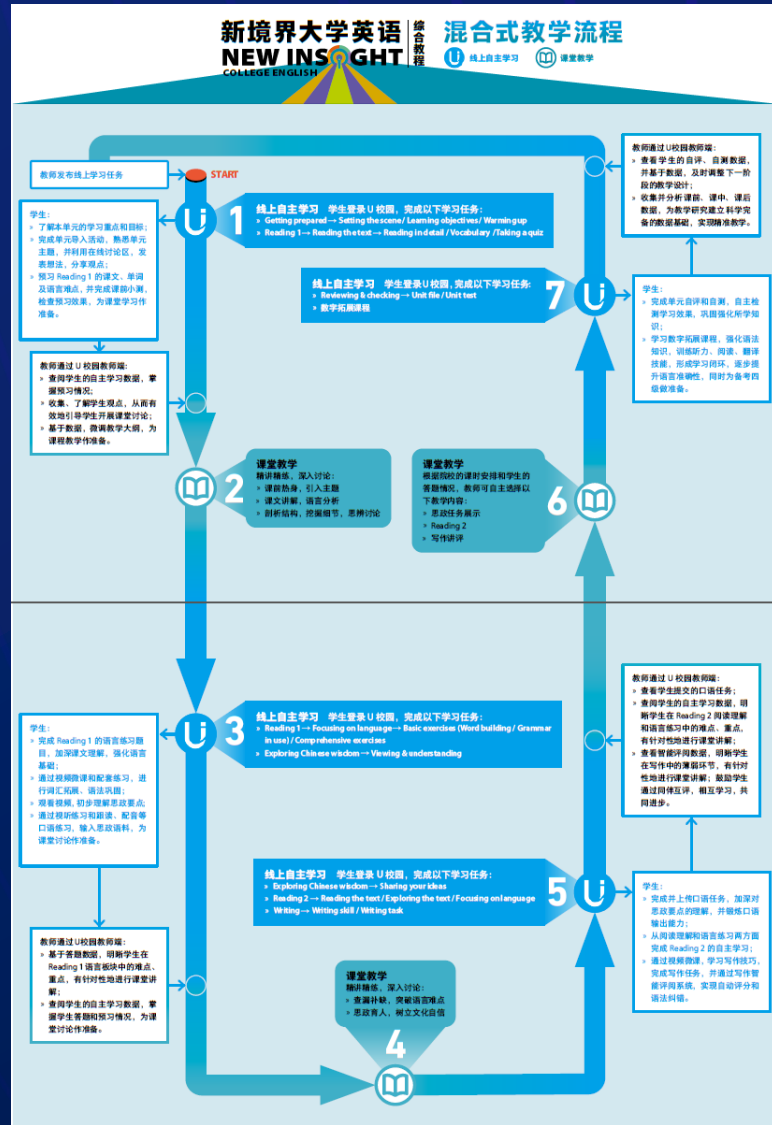 新境界大学英语
综合教程
NEW INSIGHT
COLLEGE ENGLISH
混合式教学流程
线上自主学习
课堂教学
教师发布线上学习任务
START
学生:
» 了解本单元的学习重点和目标;
» 完成单元导入活动,熟悉单元
主题,并利用在线讨论区,发
表想法,分享观点;
» 预习 Reading 1 的课文、单词
及语言难点,并完成课前小测,
检查预习效果,为课堂学习作
准备。
1
线上自主学习 学生登录 U 校园,完成以下学习任务:
» Getting prepared → Setting the scene / Learning objectives / Warming up
» Reading 1 → Reading the text → Reading in detail / Vocabulary / Taking a quiz
教师通过 U 校园教师端:
» 查阅学生的自主学习数据,掌
握预习情况;
» 收集、了解学生观点,从而有
效地引导学生开展课堂讨论;
» 基于数据,微调教学大纲,为
课程教学作准备。
2
课堂教学
精讲精练,深入讨论:
» 课前热身,引入主题
» 课文讲解,语言分析
» 剖析结构,挖掘细节,思辨讨论
3
线上自主学习 学生登录 U 校园,完成以下学习任务:
» Reading 1 → Focusing on language → Basic exercises (Word building / Grammar
in use) / Comprehensive exercises
» Exploring Chinese wisdom → Viewing & understanding
学生:
» 完成 Reading 1 的语言练习题
目,加深课文理解,强化语言
基础;
» 通过视频微课和配套练习,进
行词汇拓展、语法巩固;
» 观看视频,初步理解思政要点;
» 通过视听练习和跟读、配音等
口语练习,输入思政语料,为
课堂讨论作准备。
教师通过U校园教师端:
» 基于答题数据,明晰学生在
Reading 1 语言板块中的难点、
重点,有针对性地进行课堂讲
解;
» 查阅学生的自主学习数据,掌
握学生答题和预习情况,为课
堂讨论作准备。
课堂教学
精讲精练,深入讨论:
» 查漏补缺,突破语言难点
» 思政育人,树立文化自信
4
5
线上自主学习 学生登录 U 校园,完成以下学习任务:
» Exploring Chinese wisdom → Sharing your ideas
» Reading 2 → Reading the text / Exploring the text / Focusing on language
» Writing → Writing skill / Writing task
学生:
» 完成并上传口语任务,加深对
思政要点的理解,并锻炼口语
输出能力;
» 从阅读理解和语言练习两方面
完成 Reading 2 的自主学习;
» 通过视频微课,学习写作技巧,
完成写作任务,并通过写作智
能评阅系统,实现自动评分和
语法纠错。
教师通过 U 校园教师端:
» 查看学生提交的口语任务;
» 查阅学生的自主学习数据,明
晰学生在 Reading 2 阅读理解
和语言练习中的难点、重点,
有针对性地进行课堂讲解;
» 查看智能评阅数据,明晰学生
在写作中的薄弱环节,有针对
性地进行课堂讲解;鼓励学生
通过同伴互评,相互学习,共
同进步。
6
课堂教学
根据院校的课时安排和学生的
答题情况,教师可自主选择以
下教学内容:
» 思政任务展示
» Reading 2
» 写作讲评
7
线上自主学习 学生登录U校园,完成以下学习任务:
» Reviewing & checking → Unit file / Unit test
» 数字拓展课程
学生:
» 完成单元自评和自测,自主检
测学习效果,巩固强化所学知
识;
» 学习数字拓展课程,强化语法
知识,训练听力、阅读、翻译
技能,形成学习闭环,逐步提
升语言准确性,同时为备考四
级做准备。
教师通过U校园教师端:
» 查看学生的自评、自测数据,
并基于数据,及时调整下一阶
段的教学设计;
» 收集并分析课前、课中、课后
数据,为教学研究建立科学完
备的数据基础,实现精准教学。